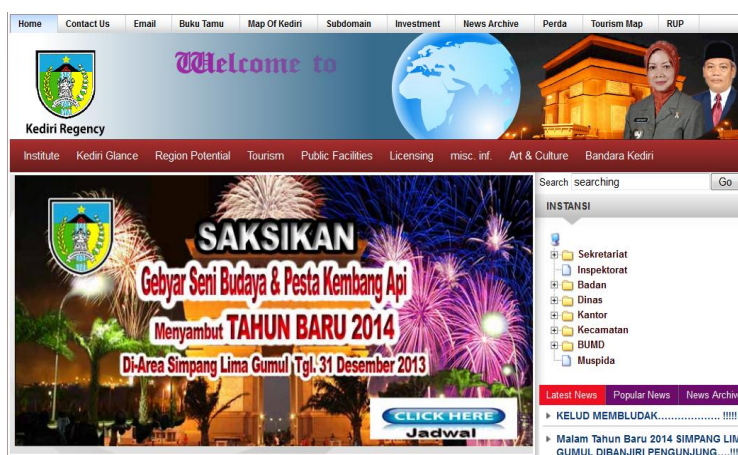 Home Contact Us Email Buku Tamu Map Of Kediri Subdomain Investment News Archive Perda Tourism Map RUP
Welcome to
Kediri Regency
Institute Kediri Glance Region Potential Tourism Public Facilities Licensing misc. inf. Art & Culture Bandara Kediri
SAKSIKAN
Gebyar Seni Budaya & Pesta Kembang Api
Menyambut TAHUN BARU 2014
Di-Area Simpang Lima Gumul Tgl. 31 Desember 2013
CLICK HERE
Jadwal
Search searching Go
INSTANSI
Sekretariat
Inspektorat
Badan
Dinas
Kantor
Kecamatan
BUMD
Muspida
Latest News Popular News News Archive
KELUD MEMBLUDAK................... !!!!!
Malam Tahun Baru 2014 SIMPANG LIM
GUMUL DIBANJIRI PENGUNJUNG....!!!